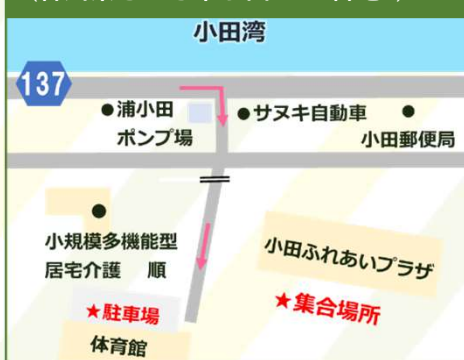 小田湾
137
●浦小田
ポンプ場
●サヌキ自動車
小田郵便局
小規模多機能型
居宅介護 順
小田ふれあいプラザ
★駐車場
★集合場所
体育館